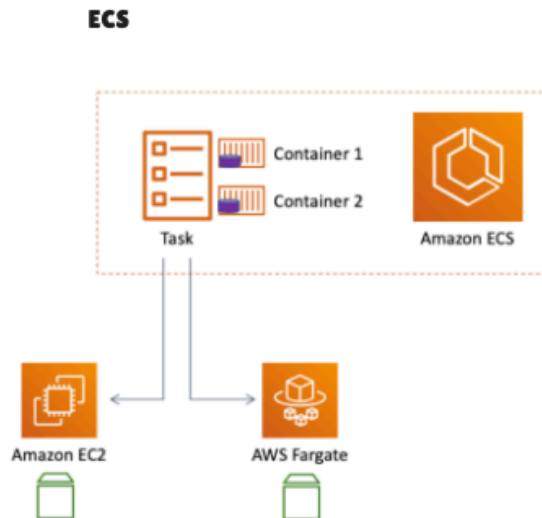 ECS
Container 1
Container 2
Task
Amazon ECS
Amazon EC2
AWS Fargate